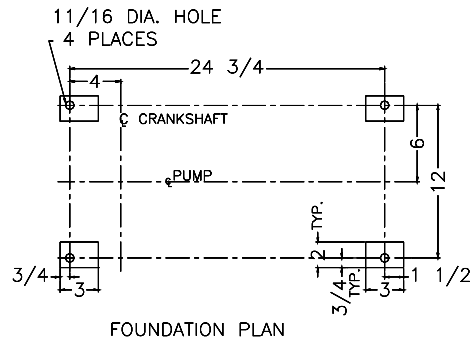 11/16 DIA. HOLE
4 PLACES
24 3/4
4
℄ CRANKSHAFT
6
℄ PUMP
12
TYP.
2
3/4
3
3/4
TYP.
3
1 1/2
FOUNDATION PLAN